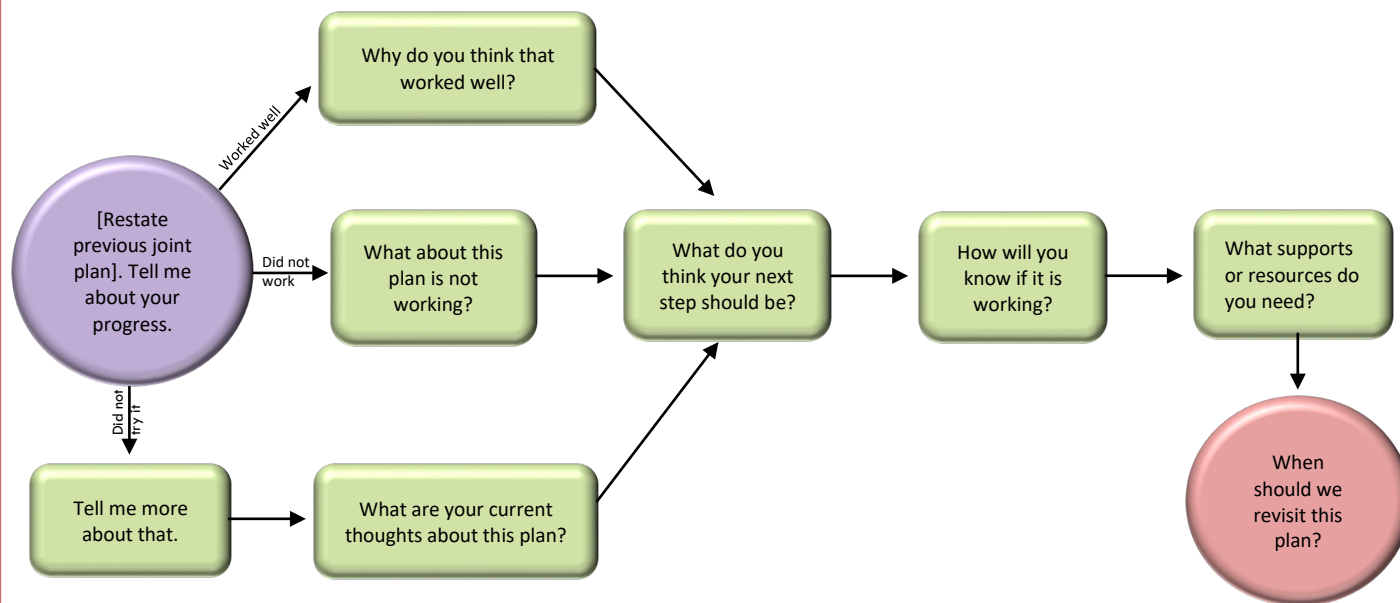 Why do you think that
worked well?
Worked well
[Restate
previous joint
plan]. Tell me
about your
progress.
Did not
work
What about this
plan is not
working?
What do you
think your next
step should be?
How will you
know if it is
working?
What supports
or resources do
you need?
Did not
try it
Tell me more
about that.
What are your current
thoughts about this plan?
When
should we
revisit this
plan?